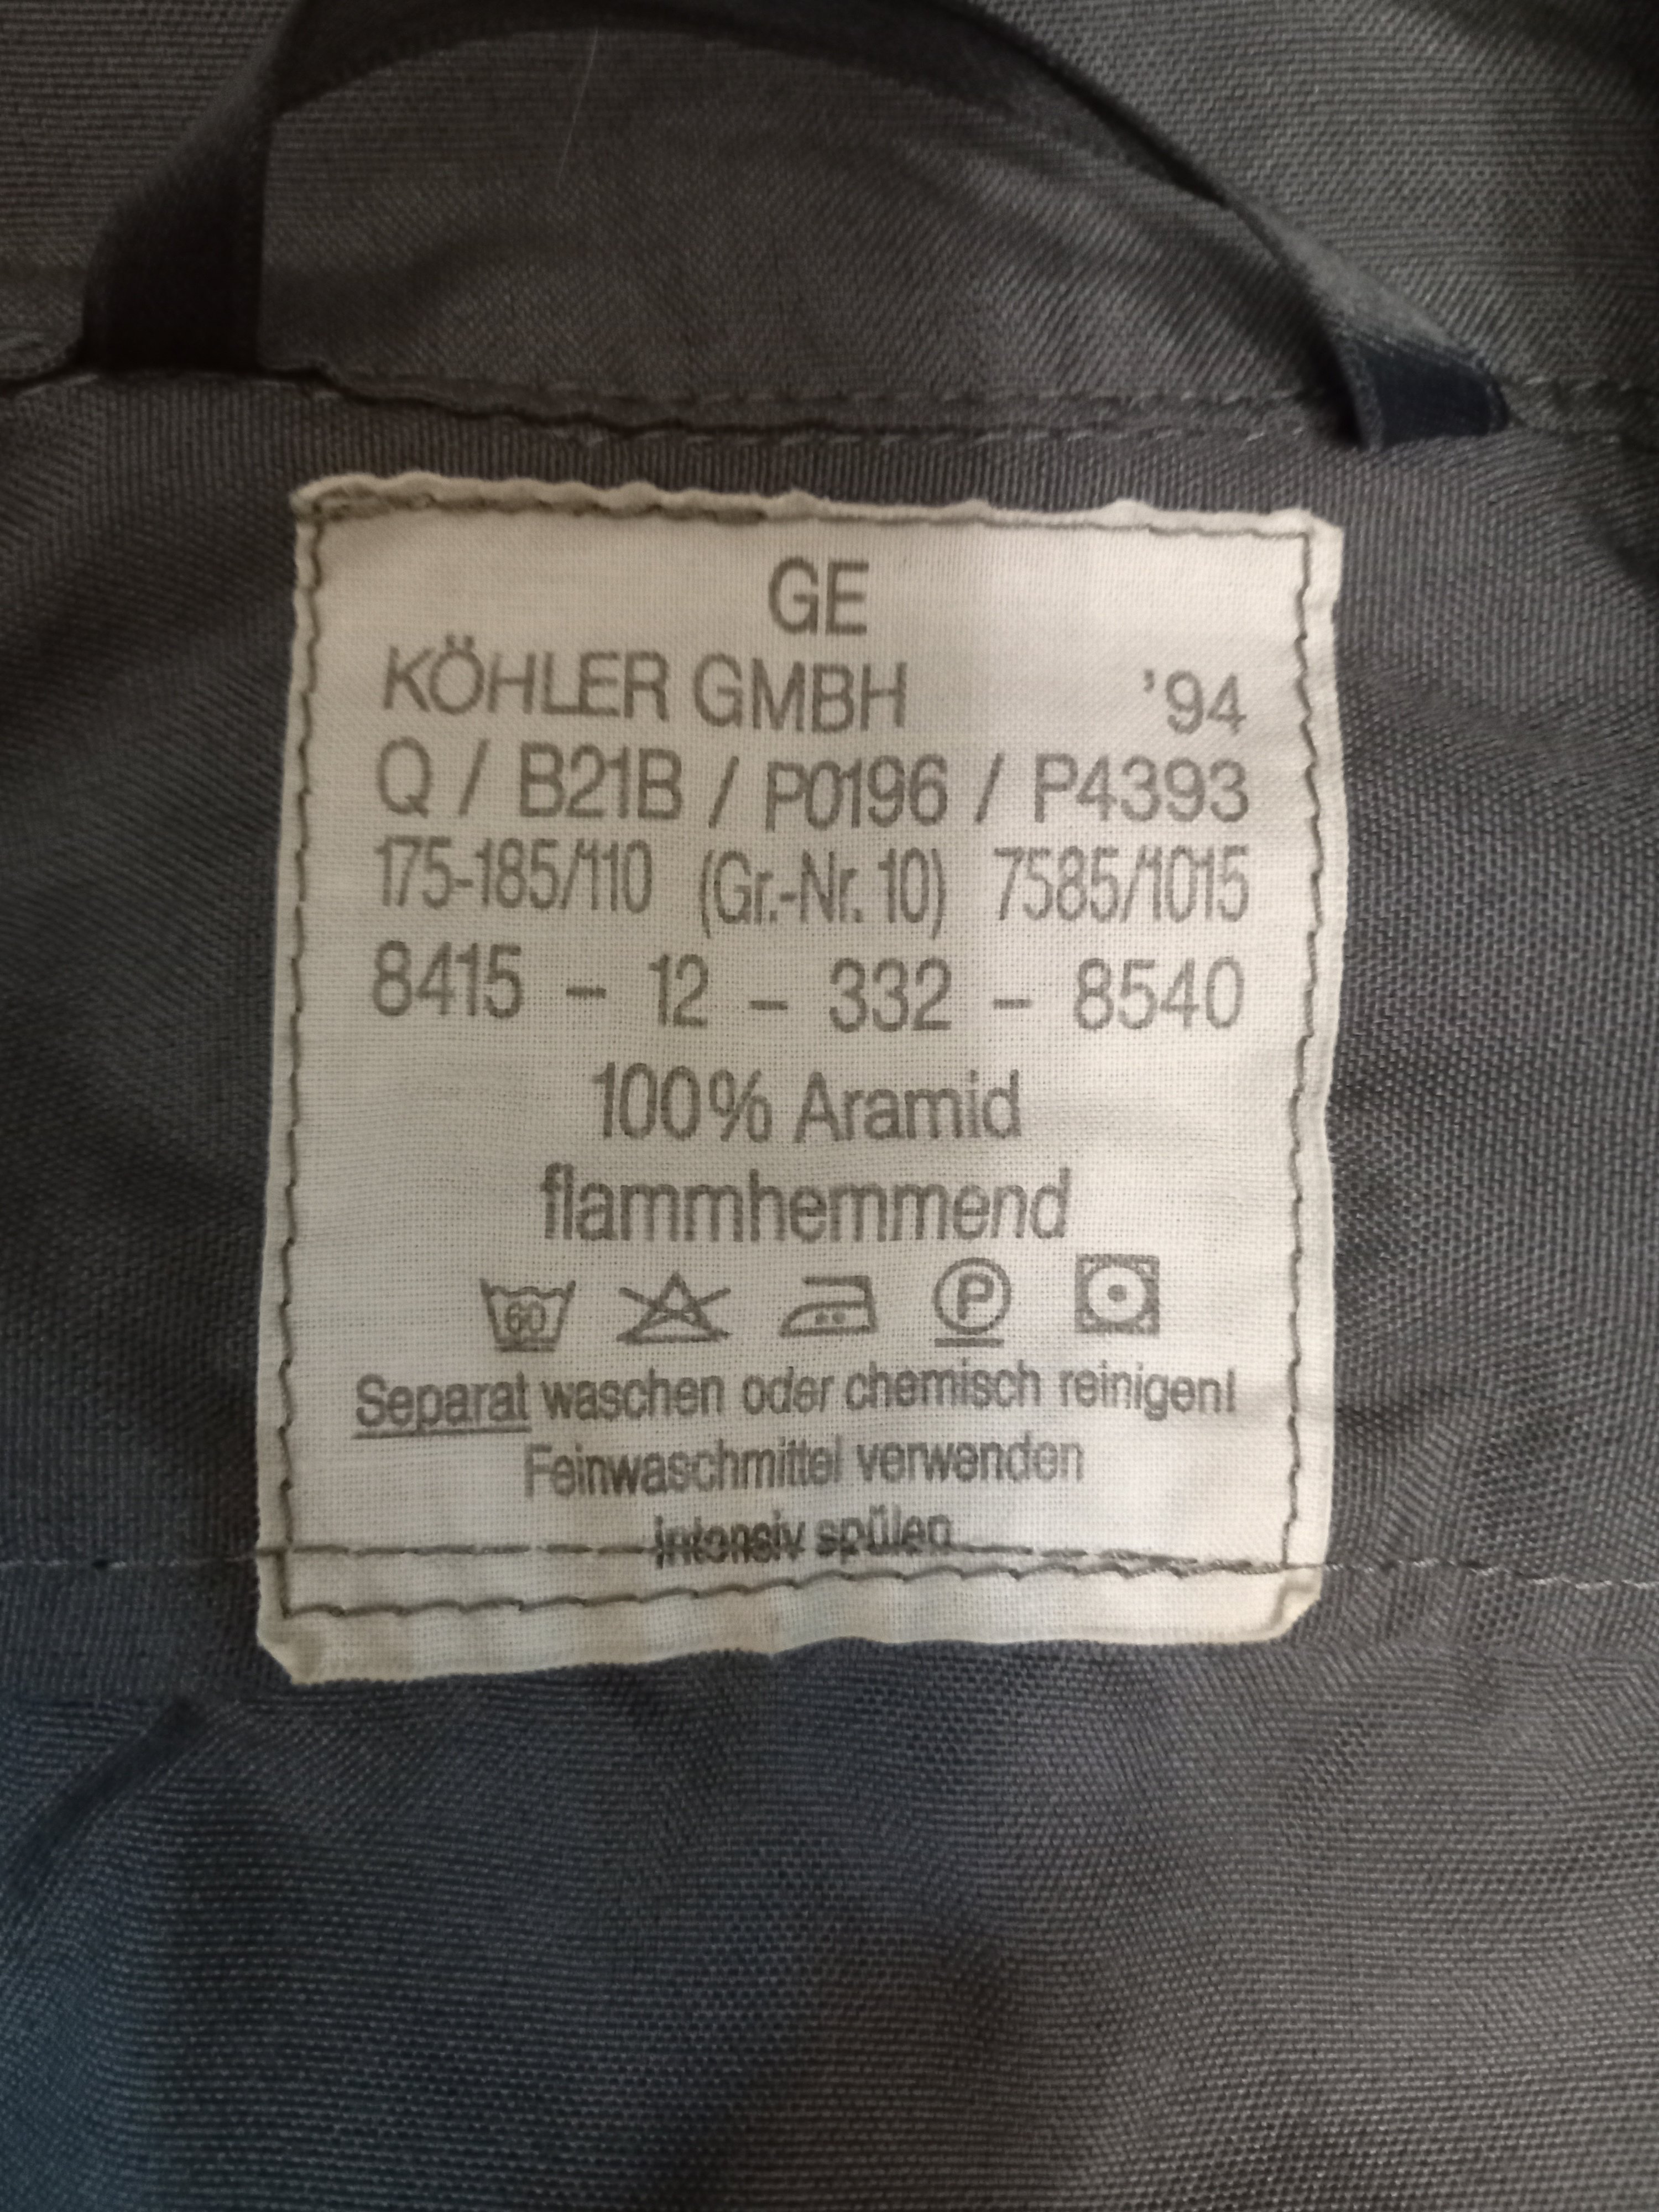 GE
KÖHLER GMBH '94
Q / B21B / P0196 / P4393
175-185/110 (Gr.-Nr. 10) 7585/1015
8415 - 12 - 332 - 8540
100% Aramid
flammhemmend
60 P
Separat waschen oder chemisch reinigen!
Feinwaschmittel verwenden
intensiv spülen